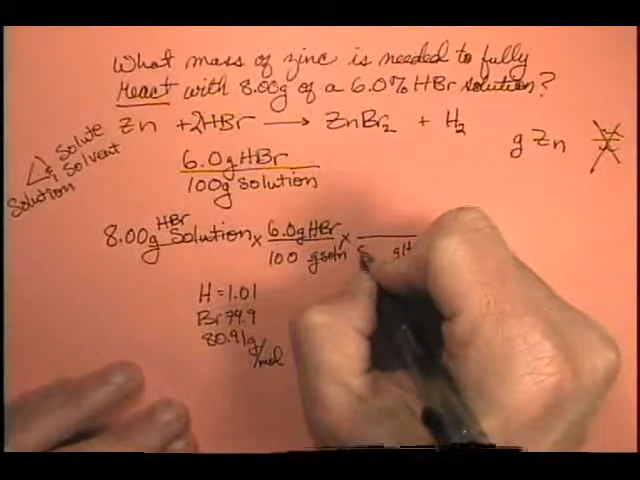 What mass of zinc is needed to fully
react with 8.00g of a 6.0% HBr solution?
Zn + 2HBr → ZnBr₂ + H₂
g Zn
Solute
Solvent
Solution
6.0g HBr
100g solution
HBr
8.00g Solution x 6.0g HBr x
100 g soln
gH
H = 1.01
Br 79.9
80.91g/mol